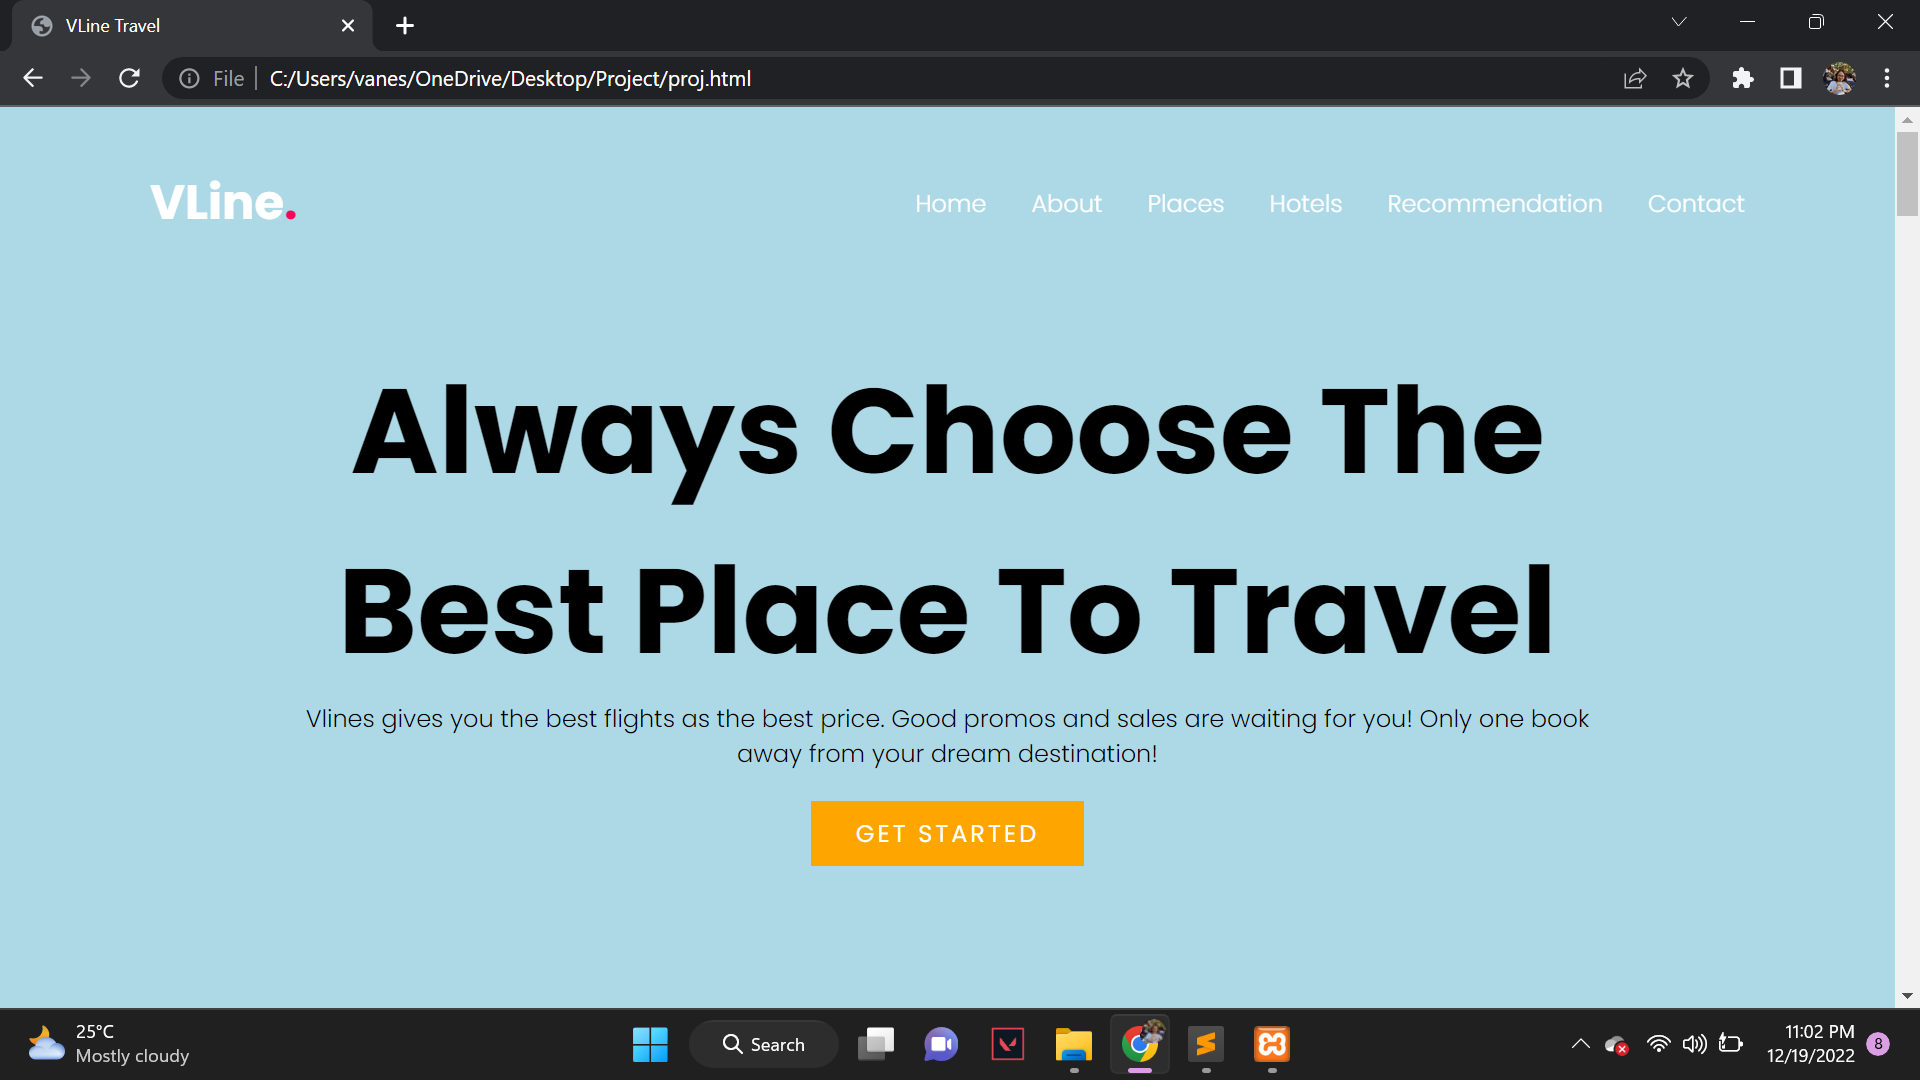 VLine Travel
File
C:/Users/vanes/OneDrive/Desktop/Project/proj.html
VLine.
Home About Places Hotels Recommendation Contact
Always Choose The
Best Place To Travel
Vlines gives you the best flights as the best price. Good promos and sales are waiting for you! Only one book
away from your dream destination!
GET STARTED
25°C
Mostly cloudy
Search
11:02 PM
12/19/2022
8